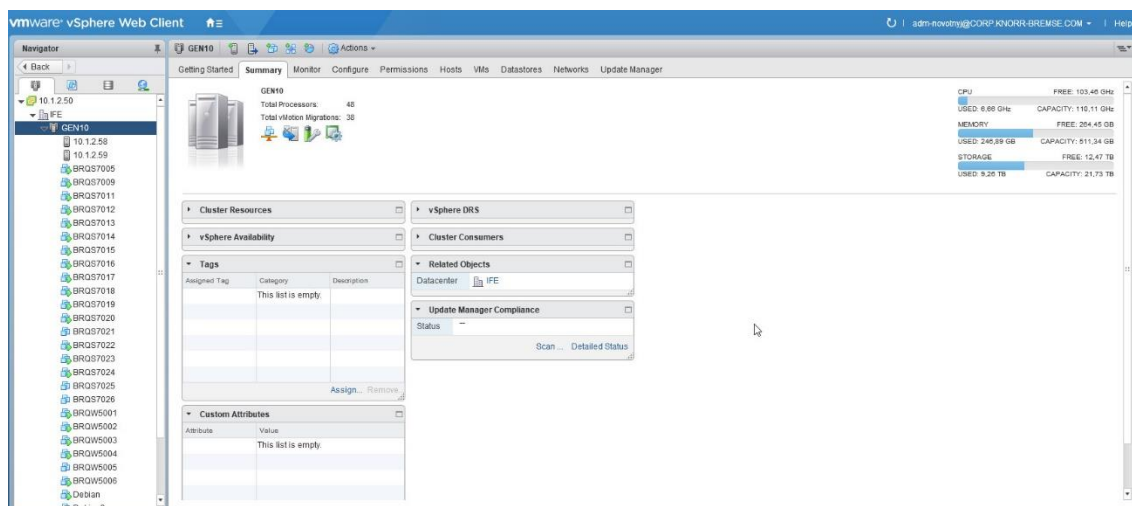 vmware vSphere Web Client
adm-novotnyj@CORP.KNORR-BREMSE.COM
Help
Navigator
Back
10.1.2.50
IFE
GEN10
10.1.2.58
10.1.2.59
BRQS7005
BRQS7009
BRQS7011
BRQS7012
BRQS7013
BRQS7014
BRQS7015
BRQS7016
BRQS7017
BRQS7018
BRQS7019
BRQS7020
BRQS7021
BRQS7022
BRQS7023
BRQS7024
BRQS7025
BRQS7026
BRQW5001
BRQW5002
BRQW5003
BRQW5004
BRQW5005
BRQW5006
Debian
GEN10 Actions
Getting Started Summary Monitor Configure Permissions Hosts VMs Datastores Networks Update Manager
GEN10
Total Processors: 48
Total vMotion Migrations: 38
CPU FREE: 103,46 GHz
USED: 6,66 GHz CAPACITY: 110,11 GHz
MEMORY FREE: 264,45 GB
USED: 246,89 GB CAPACITY: 511,34 GB
STORAGE FREE: 12,47 TB
USED: 9,26 TB CAPACITY: 21,73 TB
Cluster Resources
vSphere DRS
vSphere Availability
Cluster Consumers
Tags
Assigned Tag Category Description
This list is empty.
Assign... Remove
Related Objects
Datacenter IFE
Update Manager Compliance
Status –
Scan ... Detailed Status
Custom Attributes
Attribute Value
This list is empty.